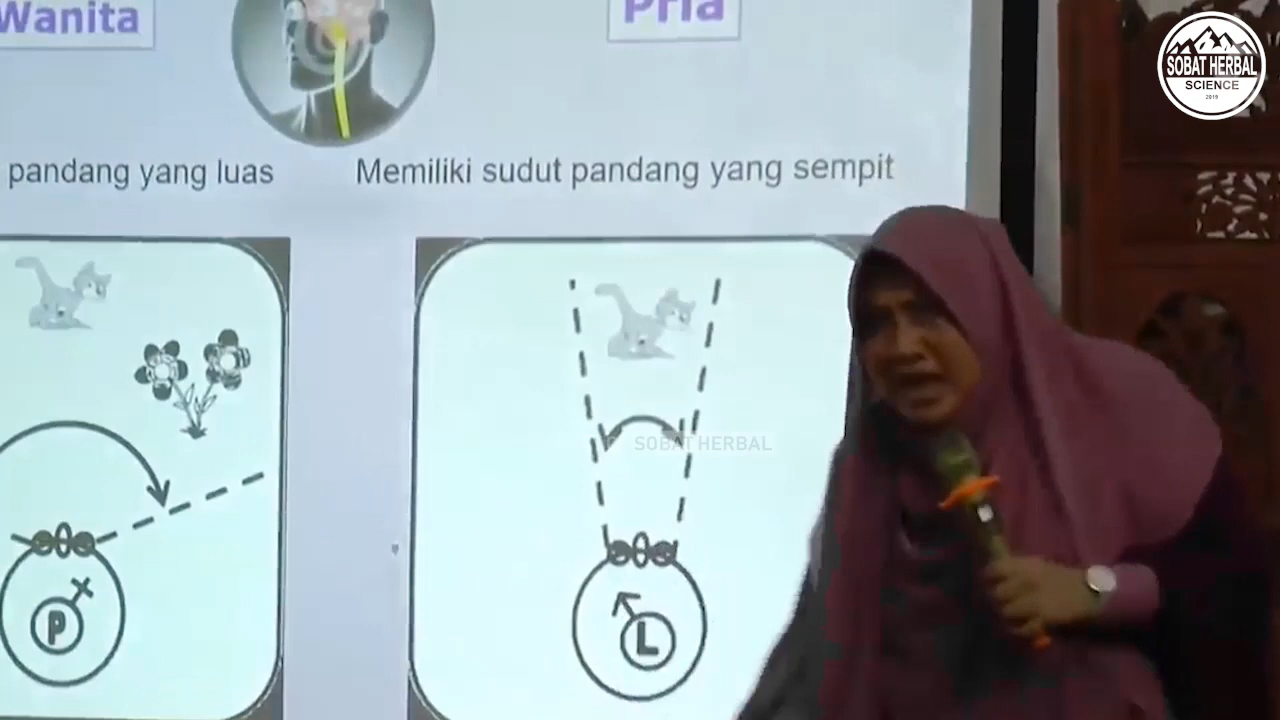 Wanita
Pria
pandang yang luas
Memiliki sudut pandang yang sempit
P
L
SOBAT HERBAL
SOBAT HERBAL
SCIENCE
2019